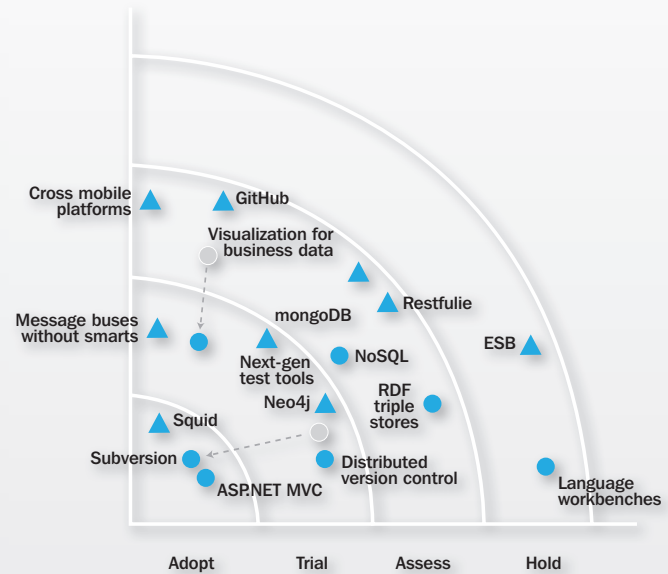 Cross mobile
platforms
GitHub
Visualization for
business data
Message buses
without smarts
mongoDB
Restfulie
Next-gen
test tools
NoSQL
ESB
Neo4j
RDF
triple
stores
Squid
Subversion
ASP.NET MVC
Distributed
version control
Language
workbenches
Adopt
Trial
Assess
Hold